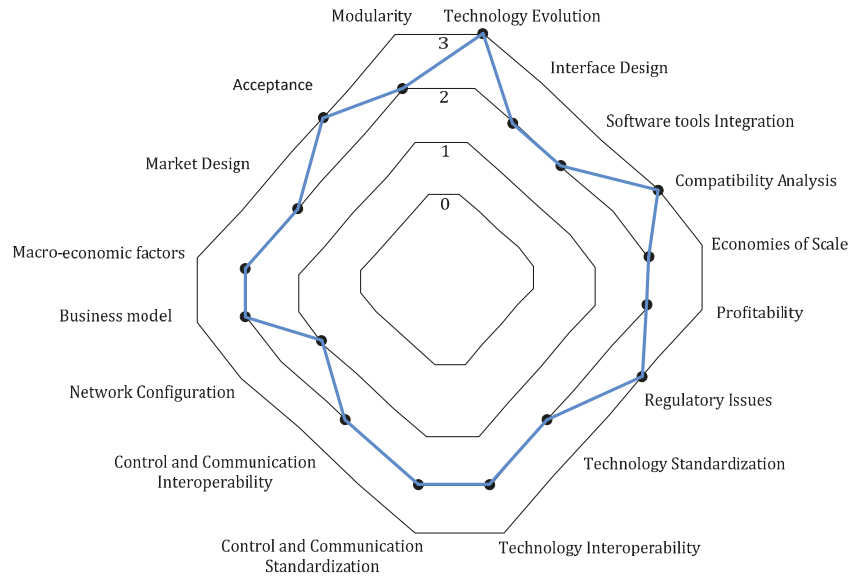 Modularity
Technology Evolution
3
Interface Design
Acceptance
2
Software tools Integration
1
Market Design
Compatibility Analysis
0
Economies of Scale
Macro-economic factors
Profitability
Business model
Network Configuration
Regulatory Issues
Control and Communication
Interoperability
Technology Standardization
Control and Communication
Standardization
Technology Interoperability